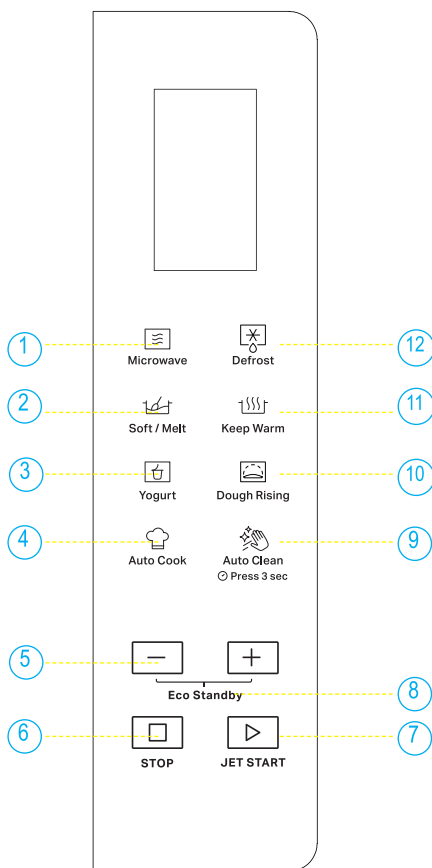 1
Microwave
Defrost
12
2
Soft / Melt
Keep Warm
11
3
Yogurt
Dough Rising
10
4
Auto Cook
Auto Clean
Press 3 sec
9
5
Eco Standby
8
6
STOP
JET START
7